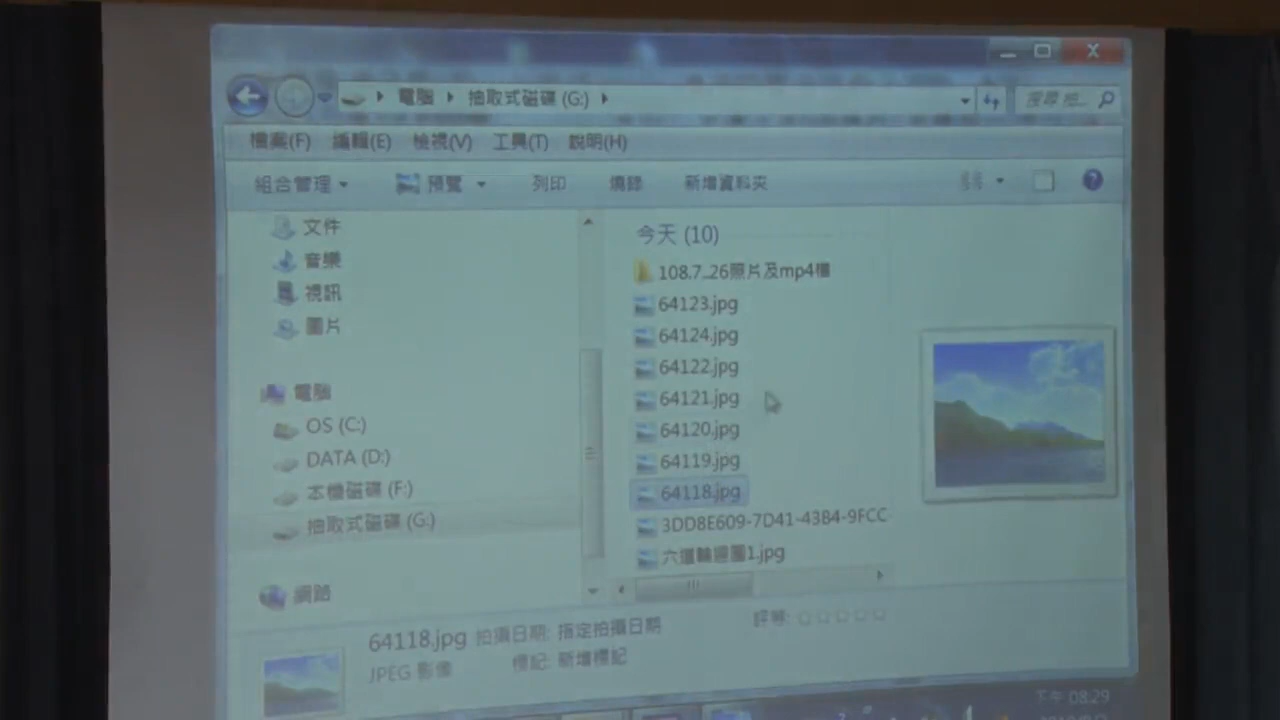 電腦 抽取式磁碟 (G:)
搜尋 抽...
檔案(F) 編輯(E) 檢視(V) 工具(T) 說明(H)
組合管理 預覽 列印 燒錄 新增資料夾
文件
音樂
視訊
圖片
電腦
OS (C:)
DATA (D:)
本機磁碟 (F:)
抽取式磁碟 (G:)
網路
今天 (10)
108.7..26照片及mp4檔
64123.jpg
64124.jpg
64122.jpg
64121.jpg
64120.jpg
64119.jpg
64118.jpg
3DD8E609-7D41-43B4-9FCC
六道輪迴圖1.jpg
64118.jpg 拍攝日期: 指定拍攝日期
評等:
JPEG 影像 標記: 新增標記
下午 08:29